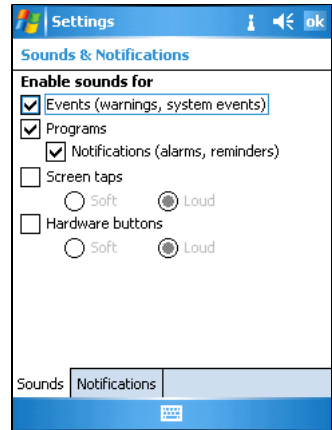 Settings ok
Sounds & Notifications
Enable sounds for
Events (warnings, system events)
Programs
Notifications (alarms, reminders)
Screen taps
Soft Loud
Hardware buttons
Soft Loud
Sounds Notifications